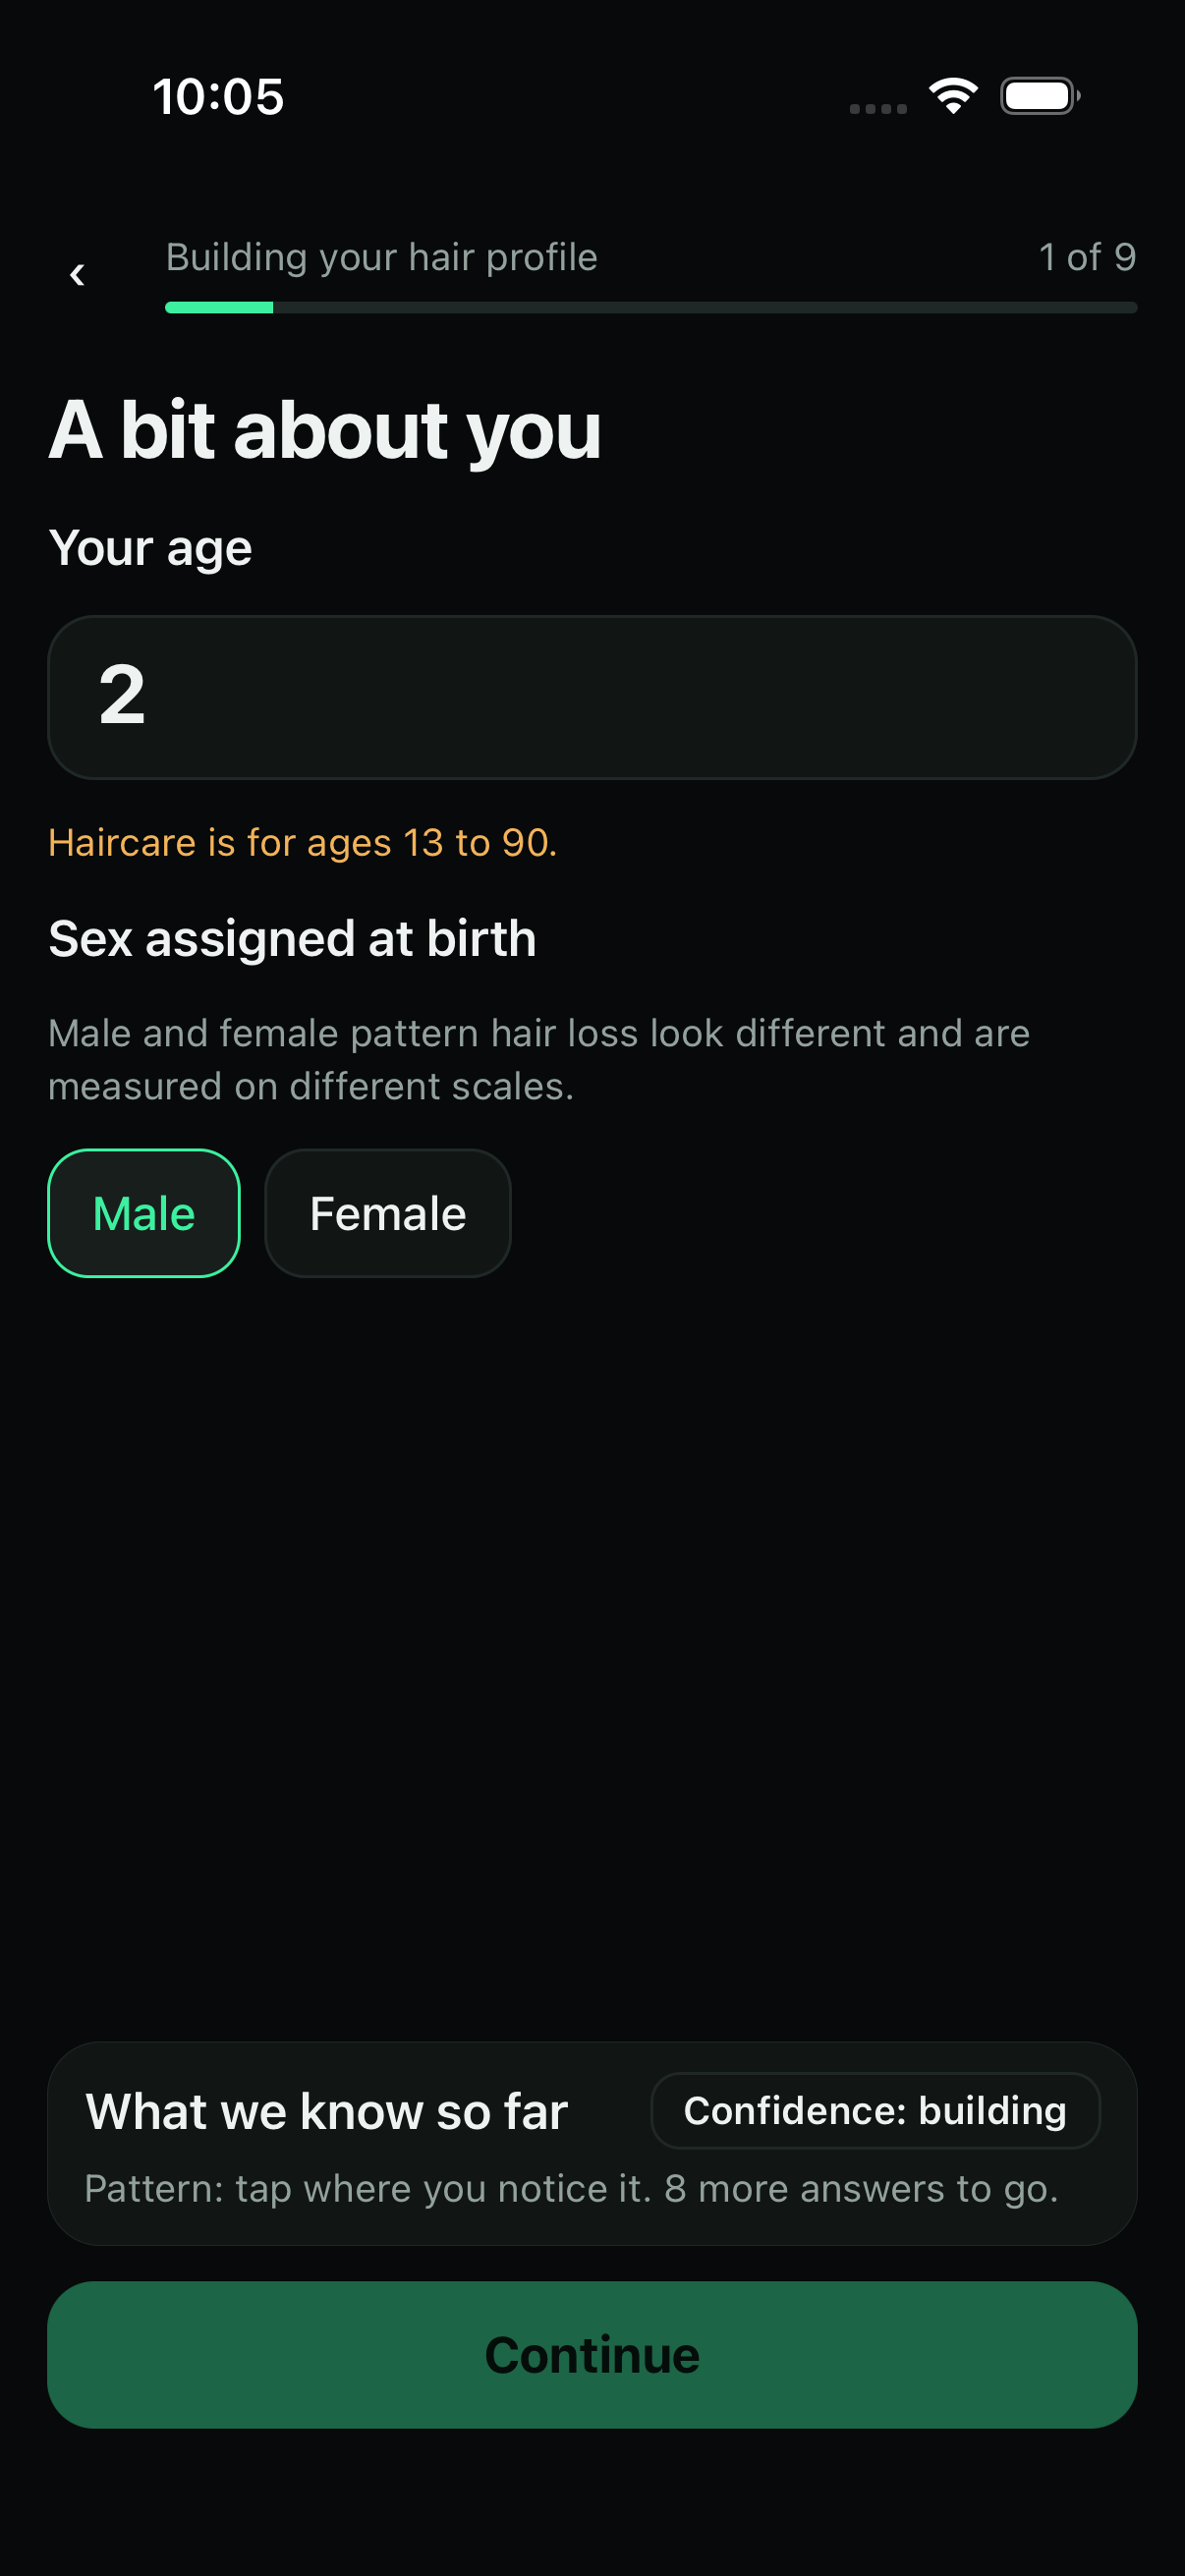 10:05
Building your hair profile
1 of 9
A bit about you
Your age
2
Haircare is for ages 13 to 90.
Sex assigned at birth
Male and female pattern hair loss look different and are
measured on different scales.
Male
Female
What we know so far
Confidence: building
Pattern: tap where you notice it. 8 more answers to go.
Continue